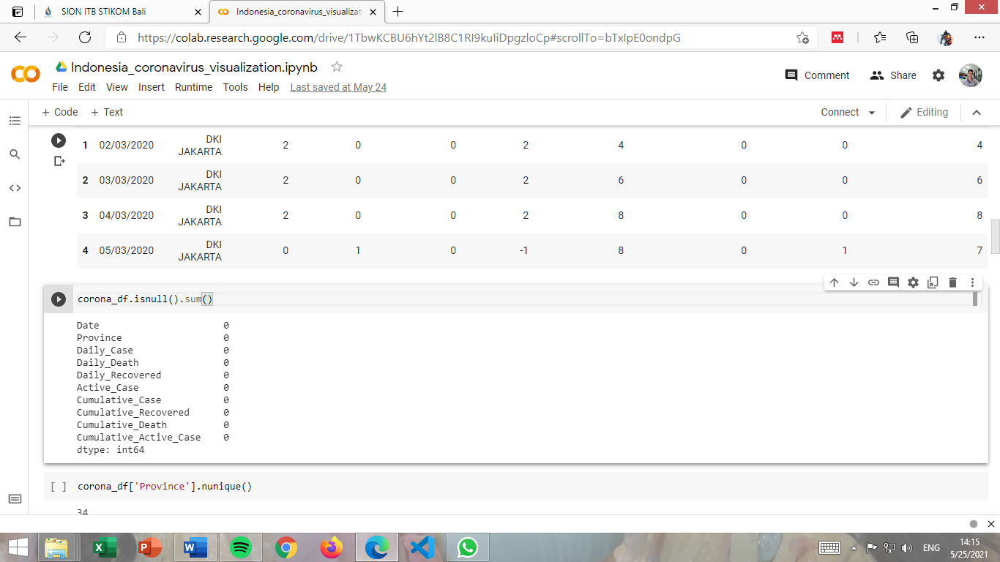 SION ITB STIKOM Bali
Indonesia_coronavirus_visualizati
https://colab.research.google.com/drive/1TbwKCBU6hYt2lB8C1RI9kuIiDpgzloCp#scrollTo=bTxlpE0ondpG
Indonesia_coronavirus_visualization.ipynb
Comment
Share
File Edit View Insert Runtime Tools Help Last saved at May 24
+ Code + Text
Connect
Editing
1 02/03/2020 DKI JAKARTA 2 0 0 2 4 0 0 4
2 03/03/2020 DKI JAKARTA 2 0 0 2 6 0 0 6
3 04/03/2020 DKI JAKARTA 2 0 0 2 8 0 0 8
4 05/03/2020 DKI JAKARTA 0 1 0 -1 8 0 1 7
corona_df.isnull().sum()
Date 0
Province 0
Daily_Case 0
Daily_Death 0
Daily_Recovered 0
Active_Case 0
Cumulative_Case 0
Cumulative_Recovered 0
Cumulative_Death 0
Cumulative_Active_Case 0
dtype: int64
[ ] corona_df['Province'].nunique()
34
ENG
14:15
5/25/2021